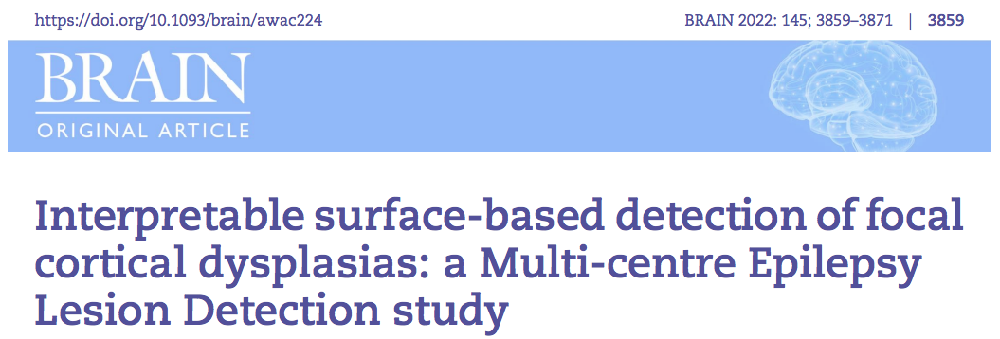 https://doi.org/10.1093/brain/awac224
BRAIN 2022: 145; 3859–3871 | 3859
BRAIN
ORIGINAL ARTICLE
Interpretable surface-based detection of focal
cortical dysplasias: a Multi-centre Epilepsy
Lesion Detection study